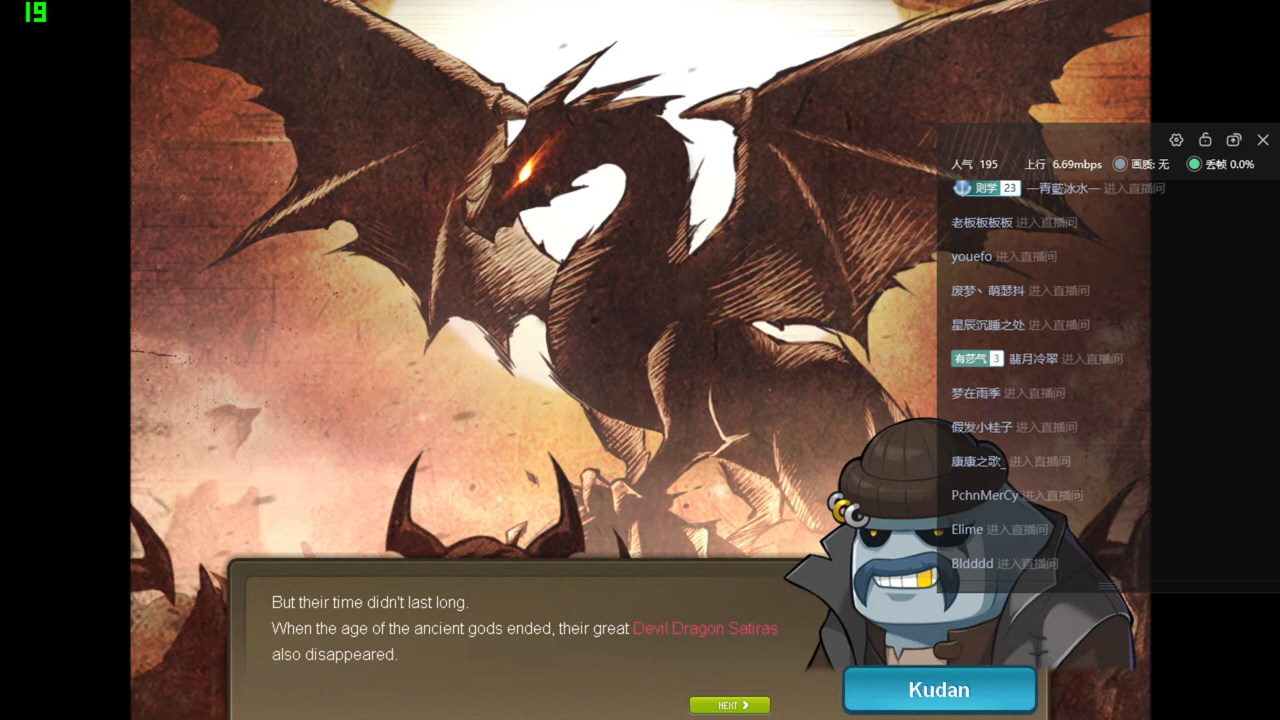 19
人气 195 上行 6.69mbps 画质: 无 丢帧 0.0%
则学 23 —青藍冰水— 进入直播间
老板板板板 进入直播间
youefo 进入直播间
废梦丶萌瑟抖 进入直播间
星辰沉睡之处 进入直播间
有莎气 3 翡月冷翠 进入直播间
梦在雨季 进入直播间
假发小桂子 进入直播间
康康之歌_ 进入直播间
PchnMerCy 进入直播间
Elime 进入直播间
Bldddd 进入直播间
But their time didn't last long.
When the age of the ancient gods ended, their great Devil Dragon Satiras
also disappeared.
NEXT
Kudan